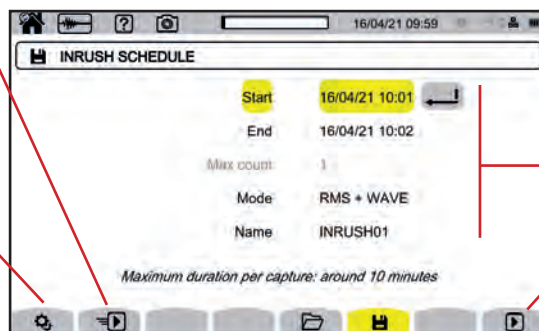 16/04/21 09:59
INRUSH SCHEDULE
Start 16/04/21 10:01
End 16/04/21 10:02
Max count 1
Mode RMS + WAVE
Name INRUSH01
Maximum duration per capture: around 10 minutes